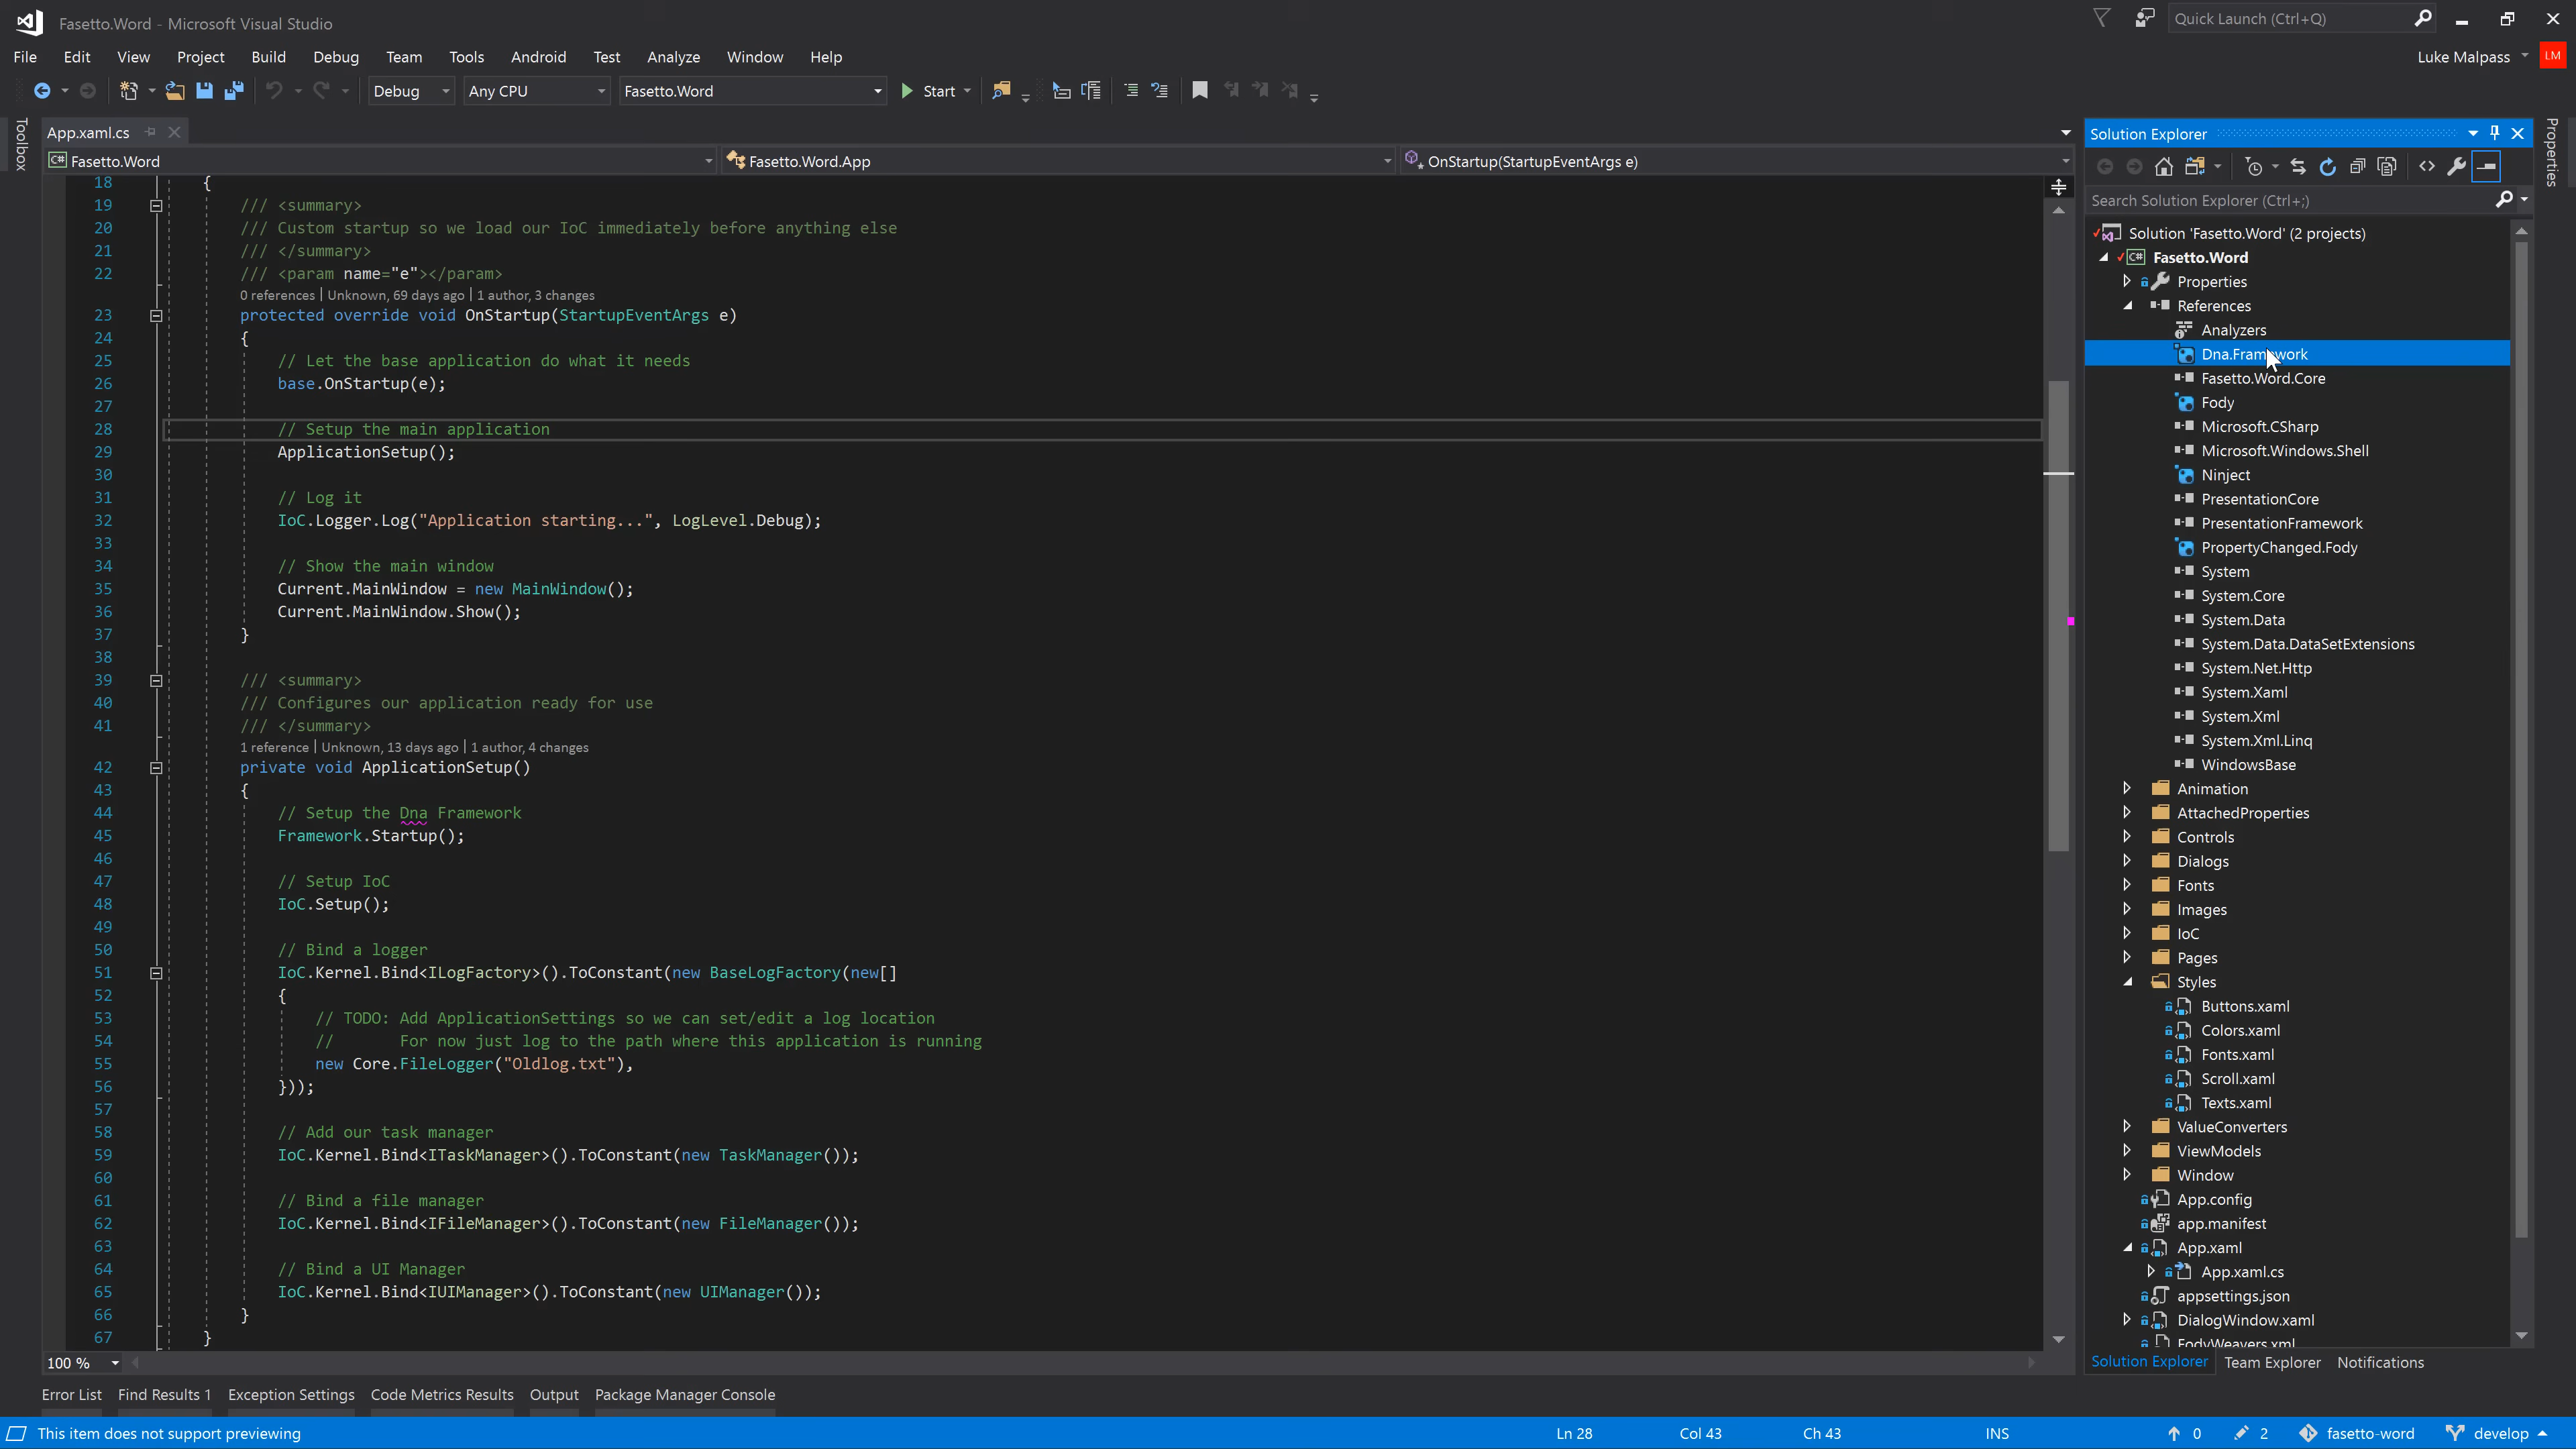 Fasetto.Word - Microsoft Visual Studio
Quick Launch (Ctrl+Q)
File Edit View Project Build Debug Team Tools Android Test Analyze Window Help
Luke Malpass LM
Debug Any CPU Fasetto.Word Start
Toolbox
App.xaml.cs
Fasetto.Word Fasetto.Word.App OnStartup(StartupEventArgs e)
18 {
19 /// <summary>
20 /// Custom startup so we load our IoC immediately before anything else
21 /// </summary>
22 /// <param name="e"></param>
0 references | Unknown, 69 days ago | 1 author, 3 changes
23 protected override void OnStartup(StartupEventArgs e)
24 {
25 // Let the base application do what it needs
26 base.OnStartup(e);
27
28 // Setup the main application
29 ApplicationSetup();
30
31 // Log it
32 IoC.Logger.Log("Application starting...", LogLevel.Debug);
33
34 // Show the main window
35 Current.MainWindow = new MainWindow();
36 Current.MainWindow.Show();
37 }
38
39 /// <summary>
40 /// Configures our application ready for use
41 /// </summary>
1 reference | Unknown, 13 days ago | 1 author, 4 changes
42 private void ApplicationSetup()
43 {
44 // Setup the Dna Framework
45 Framework.Startup();
46
47 // Setup IoC
48 IoC.Setup();
49
50 // Bind a logger
51 IoC.Kernel.Bind<ILogFactory>().ToConstant(new BaseLogFactory(new[]
52 {
53 // TODO: Add ApplicationSettings so we can set/edit a log location
54 // For now just log to the path where this application is running
55 new Core.FileLogger("Oldlog.txt"),
56 }));
57
58 // Add our task manager
59 IoC.Kernel.Bind<ITaskManager>().ToConstant(new TaskManager());
60
61 // Bind a file manager
62 IoC.Kernel.Bind<IFileManager>().ToConstant(new FileManager());
63
64 // Bind a UI Manager
65 IoC.Kernel.Bind<IUIManager>().ToConstant(new UIManager());
66 }
67 }
100 %
Solution Explorer
Search Solution Explorer (Ctrl+;)
Solution 'Fasetto.Word' (2 projects)
C# Fasetto.Word
Properties
References
Analyzers
Dna.Framework
Fasetto.Word.Core
Fody
Microsoft.CSharp
Microsoft.Windows.Shell
Ninject
PresentationCore
PresentationFramework
PropertyChanged.Fody
System
System.Core
System.Data
System.Data.DataSetExtensions
System.Net.Http
System.Xaml
System.Xml
System.Xml.Linq
WindowsBase
Animation
AttachedProperties
Controls
Dialogs
Fonts
Images
IoC
Pages
Styles
Buttons.xaml
Colors.xaml
Fonts.xaml
Scroll.xaml
Texts.xaml
ValueConverters
ViewModels
Window
App.config
app.manifest
App.xaml
App.xaml.cs
appsettings.json
DialogWindow.xaml
FodyWeavers.xml
Solution Explorer Team Explorer Notifications
Properties
Error List Find Results 1 Exception Settings Code Metrics Results Output Package Manager Console
This item does not support previewing Ln 28 Col 43 Ch 43 INS 0 2 fasetto-word develop